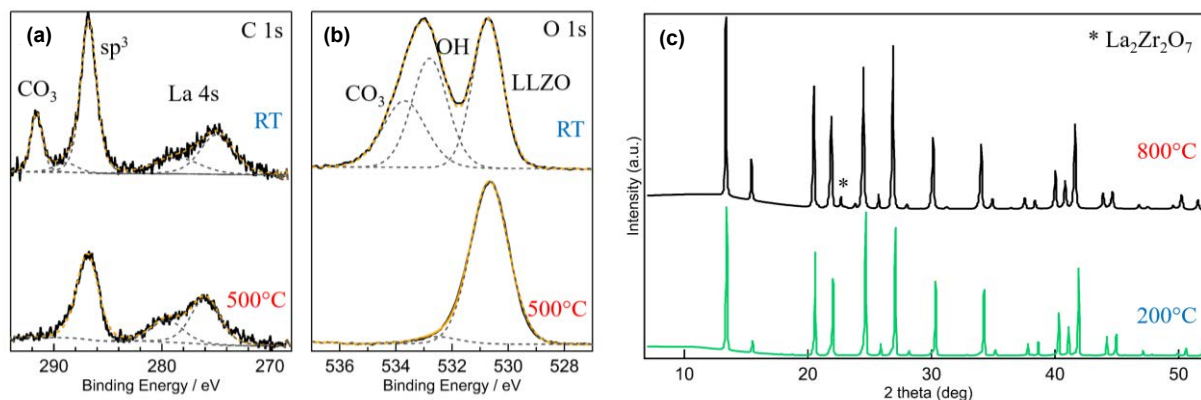 (a)
C 1s
sp³
CO₃
La 4s
RT
500°C
290
280
270
Binding Energy / eV
(b)
O 1s
OH
CO₃
LLZO
RT
500°C
536
534
532
530
528
Binding Energy / eV
(c)
* La₂Zr₂O₇
800°C
*
200°C
Intensity (a.u.)
10
20
30
40
50
2 theta (deg)